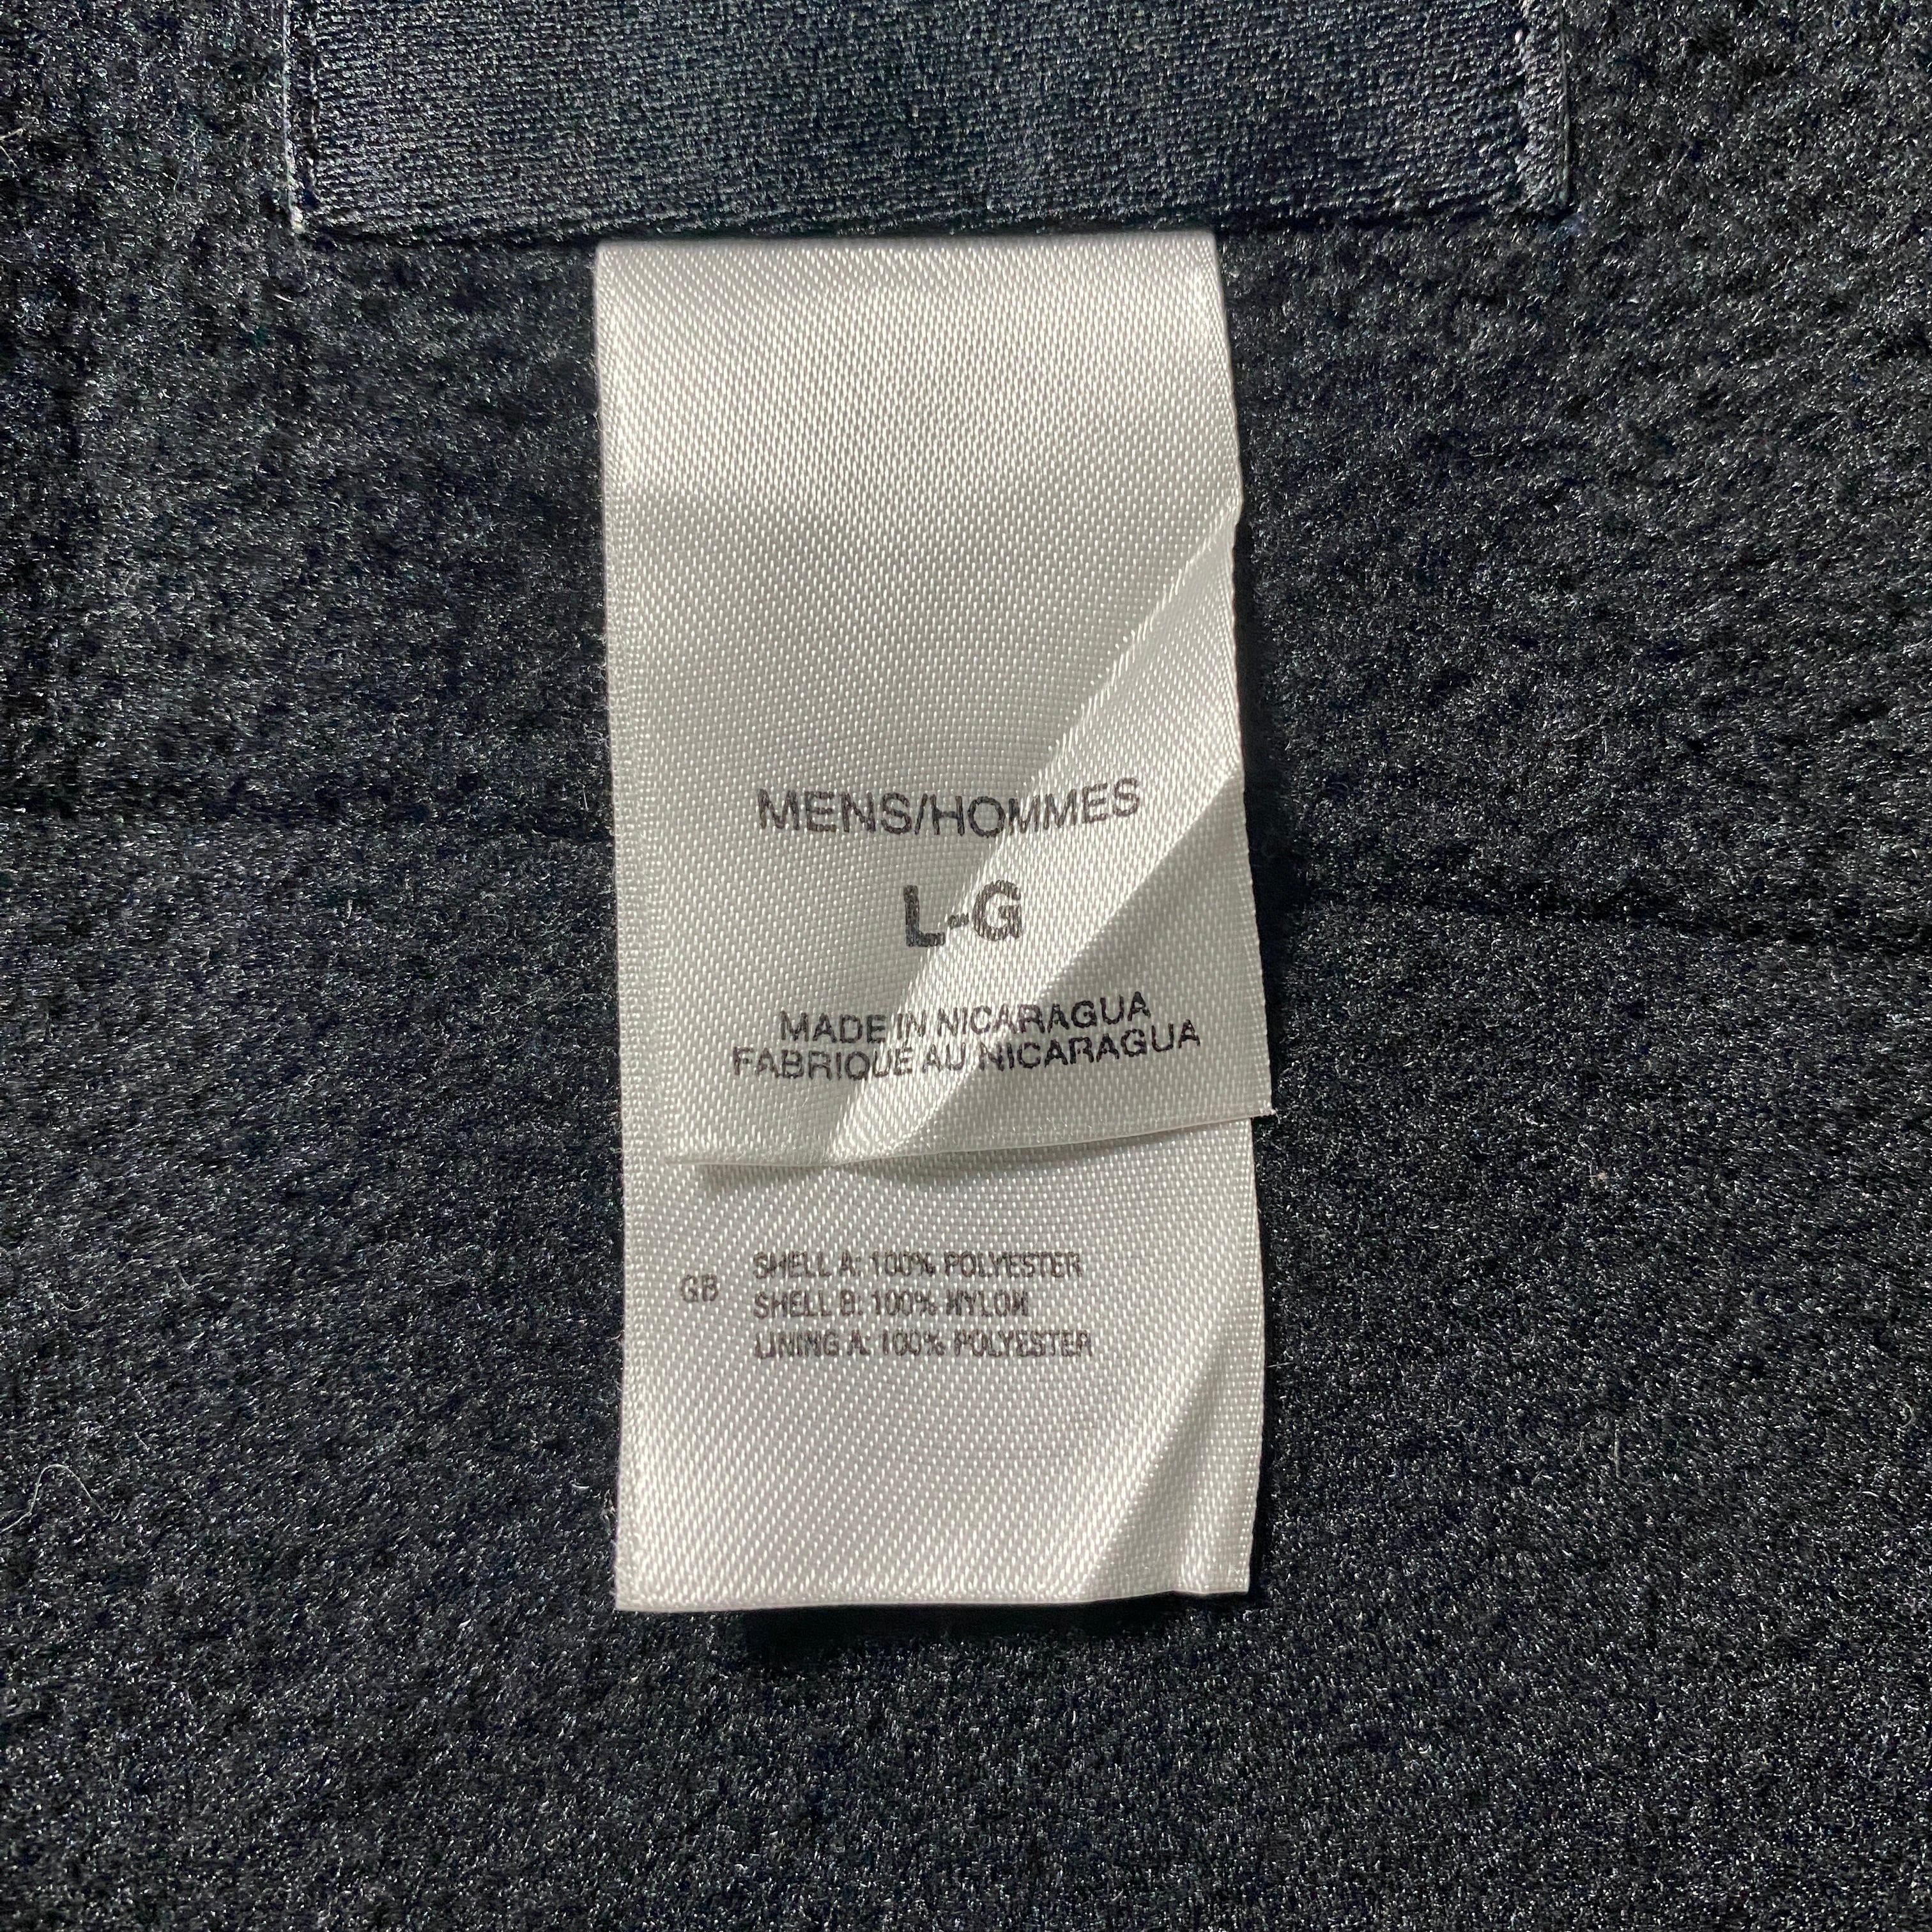 MENS/HOMMES
L-G
MADE IN NICARAGUA
FABRIQUE AU NICARAGUA
GB
SHELL A: 100% POLYESTER
SHELL B: 100% NYLON
LINING A: 100% POLYESTER